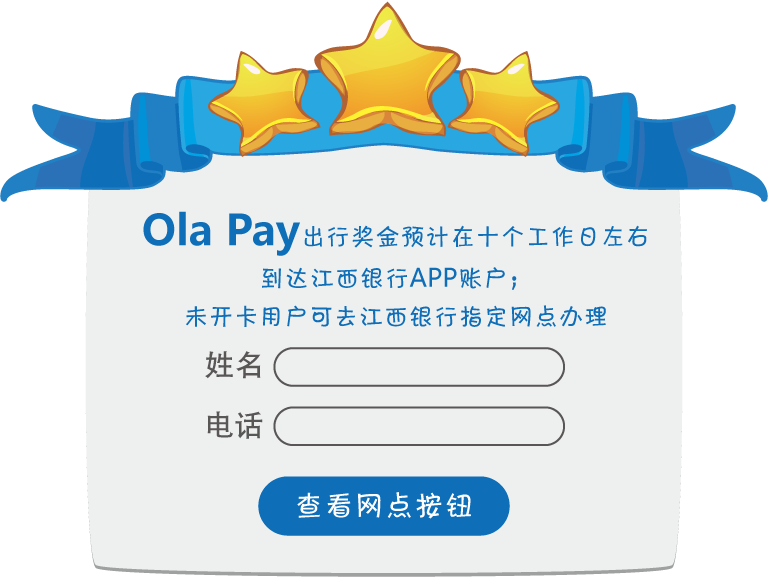 Ola Pay出行奖金预计在十个工作日左右
到达江西银行APP账户；
未开卡用户可去江西银行指定网点办理
姓名
电话
查看网点按钮